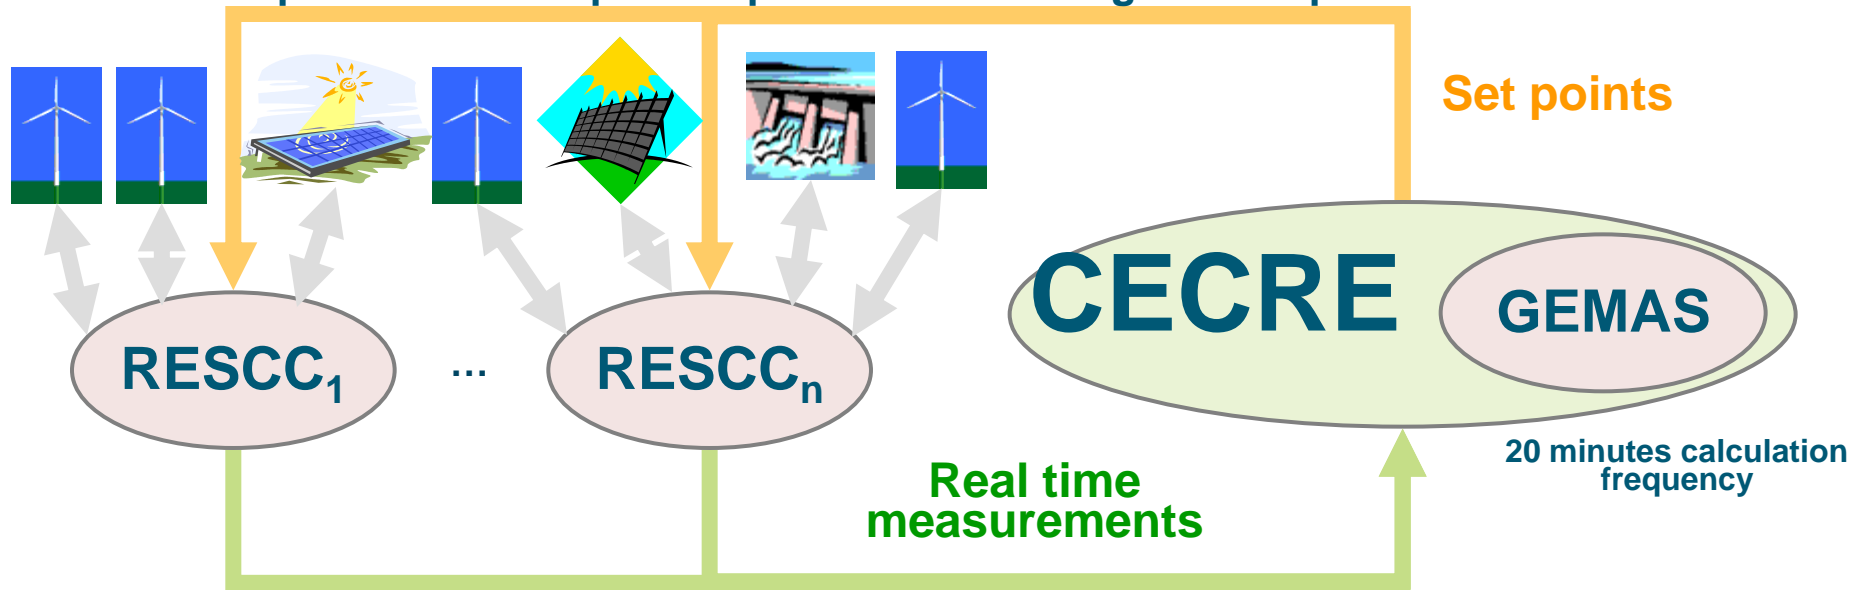 Set points
CECRE
GEMAS
RESCC1
...
RESCCn
20 minutes calculation
frequency
Real time
measurements